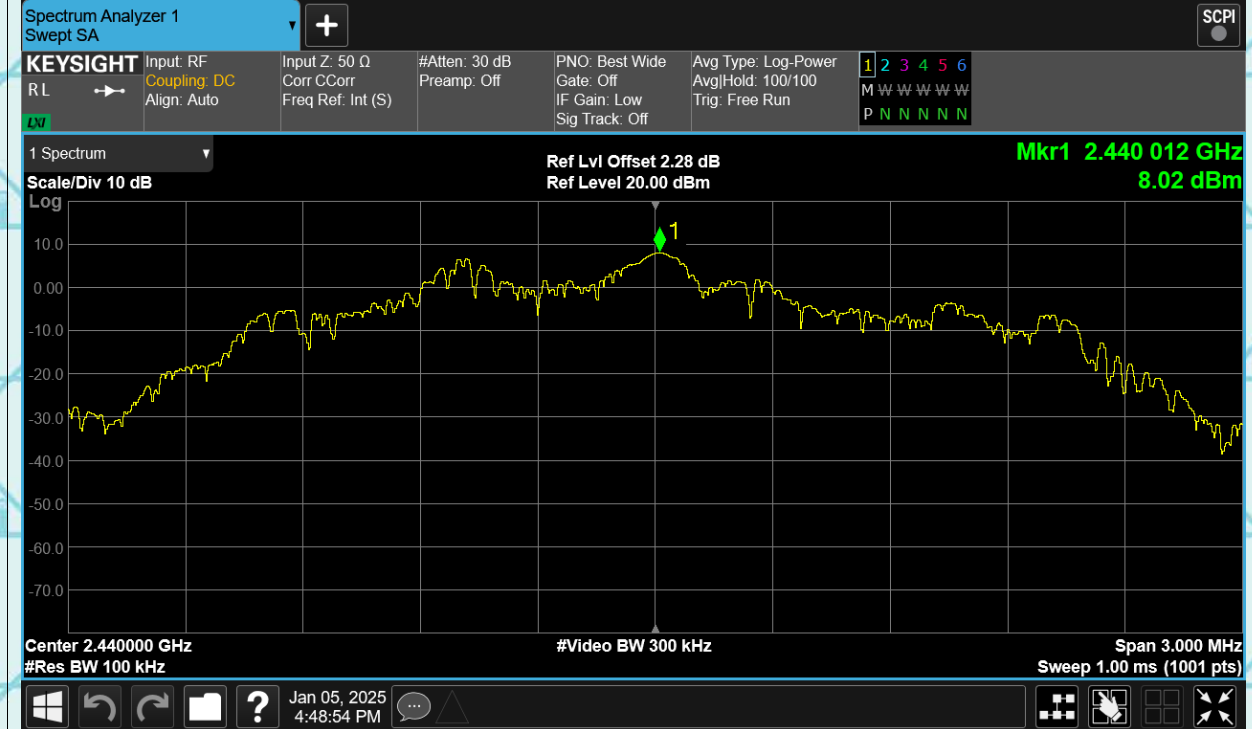 Spectrum Analyzer 1
Swept SA
SCPI
KEYSIGHT
R L
LXI
Input: RF
Coupling: DC
Align: Auto
Input Z: 50 Ω
Corr CCorr
Freq Ref: Int (S)
#Atten: 30 dB
Preamp: Off
PNO: Best Wide
Gate: Off
IF Gain: Low
Sig Track: Off
Avg Type: Log-Power
Avg|Hold: 100/100
Trig: Free Run
1 2 3 4 5 6
M W W W W W
P N N N N N
1 Spectrum
Scale/Div 10 dB
Log
Ref Lvl Offset 2.28 dB
Ref Level 20.00 dBm
Mkr1 2.440 012 GHz
8.02 dBm
1
10.0
0.00
-10.0
-20.0
-30.0
-40.0
-50.0
-60.0
-70.0
Center 2.440000 GHz
#Res BW 100 kHz
#Video BW 300 kHz
Span 3.000 MHz
Sweep 1.00 ms (1001 pts)
?
Jan 05, 2025
4:48:54 PM